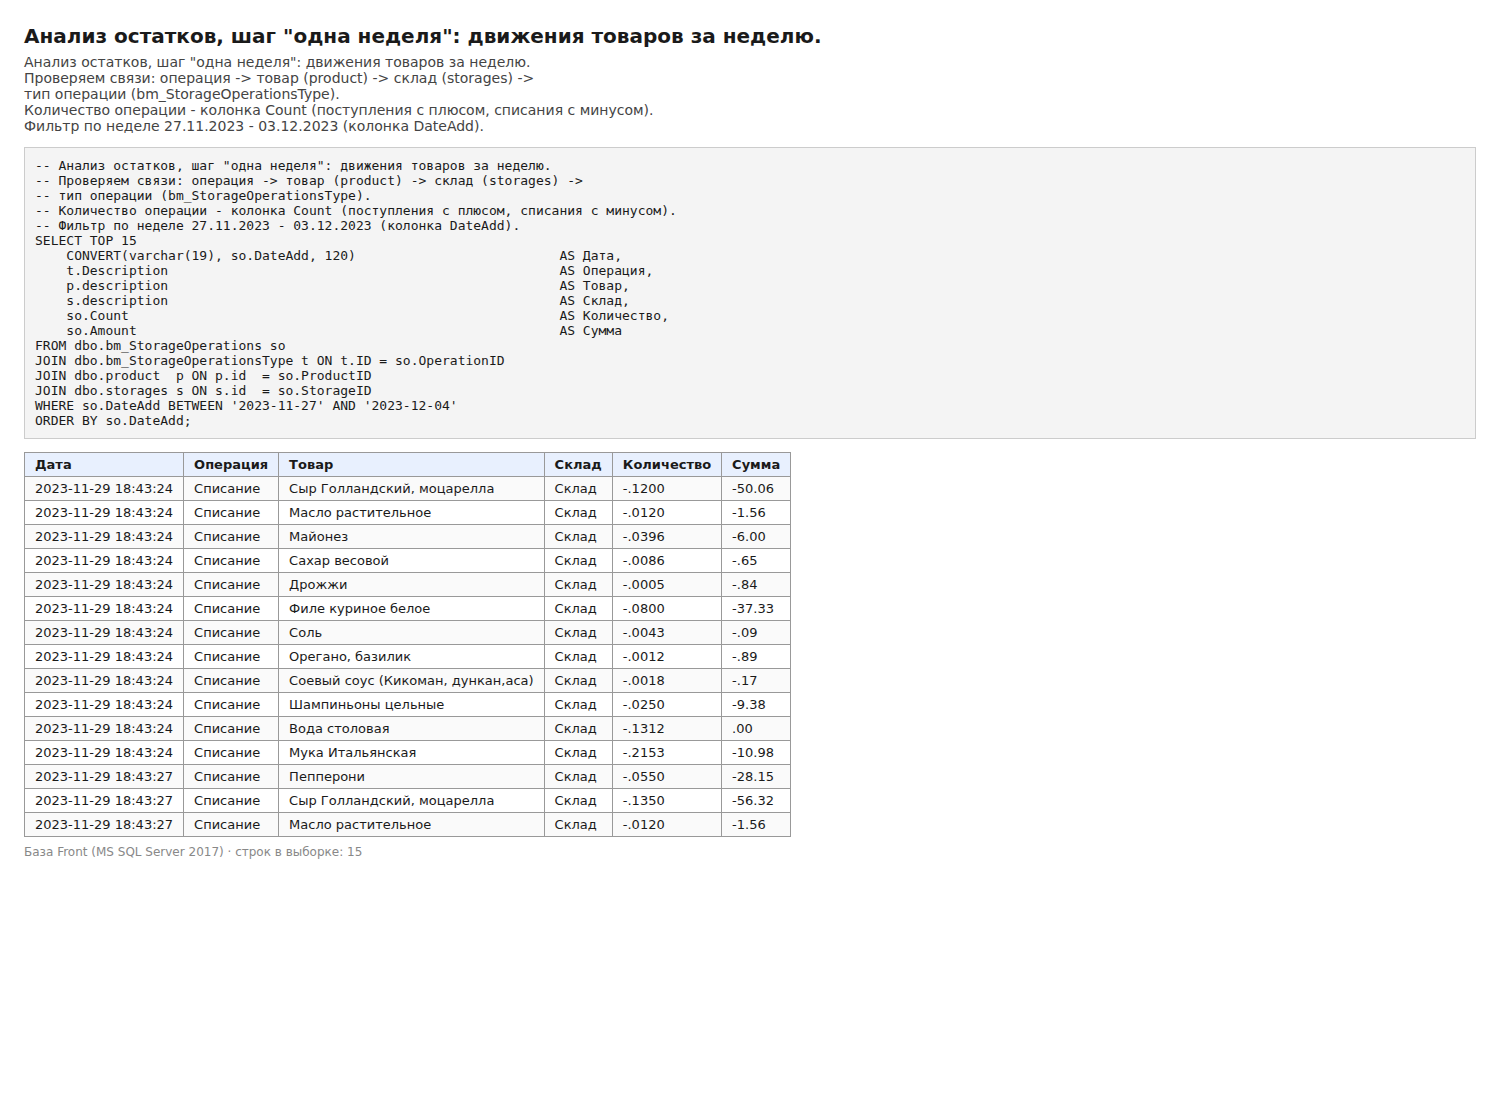 Анализ остатков, шаг "одна неделя": движения товаров за неделю.
Анализ остатков, шаг "одна неделя": движения товаров за неделю.
Проверяем связи: операция -> товар (product) -> склад (storages) ->
тип операции (bm_StorageOperationsType).
Количество операции - колонка Count (поступления с плюсом, списания с минусом).
Фильтр по неделе 27.11.2023 - 03.12.2023 (колонка DateAdd).
-- Анализ остатков, шаг "одна неделя": движения товаров за неделю.
-- Проверяем связи: операция -> товар (product) -> склад (storages) ->
-- тип операции (bm_StorageOperationsType).
-- Количество операции - колонка Count (поступления с плюсом, списания с минусом).
-- Фильтр по неделе 27.11.2023 - 03.12.2023 (колонка DateAdd).
SELECT TOP 15
    CONVERT(varchar(19), so.DateAdd, 120)                          AS Дата,
    t.Description                                                  AS Операция,
    p.description                                                  AS Товар,
    s.description                                                  AS Склад,
    so.Count                                                       AS Количество,
    so.Amount                                                      AS Сумма
FROM dbo.bm_StorageOperations so
JOIN dbo.bm_StorageOperationsType t ON t.ID = so.OperationID
JOIN dbo.product  p ON p.id  = so.ProductID
JOIN dbo.storages s ON s.id  = so.StorageID
WHERE so.DateAdd BETWEEN '2023-11-27' AND '2023-12-04'
ORDER BY so.DateAdd;
Дата Операция Товар Склад Количество Сумма
2023-11-29 18:43:24 Списание Сыр Голландский, моцарелла Склад -.1200 -50.06
2023-11-29 18:43:24 Списание Масло растительное Склад -.0120 -1.56
2023-11-29 18:43:24 Списание Майонез Склад -.0396 -6.00
2023-11-29 18:43:24 Списание Сахар весовой Склад -.0086 -.65
2023-11-29 18:43:24 Списание Дрожжи Склад -.0005 -.84
2023-11-29 18:43:24 Списание Филе куриное белое Склад -.0800 -37.33
2023-11-29 18:43:24 Списание Соль Склад -.0043 -.09
2023-11-29 18:43:24 Списание Орегано, базилик Склад -.0012 -.89
2023-11-29 18:43:24 Списание Соевый соус (Кикоман, дункан,аса) Склад -.0018 -.17
2023-11-29 18:43:24 Списание Шампиньоны цельные Склад -.0250 -9.38
2023-11-29 18:43:24 Списание Вода столовая Склад -.1312 .00
2023-11-29 18:43:24 Списание Мука Итальянская Склад -.2153 -10.98
2023-11-29 18:43:27 Списание Пепперони Склад -.0550 -28.15
2023-11-29 18:43:27 Списание Сыр Голландский, моцарелла Склад -.1350 -56.32
2023-11-29 18:43:27 Списание Масло растительное Склад -.0120 -1.56
База Front (MS SQL Server 2017) · строк в выборке: 15